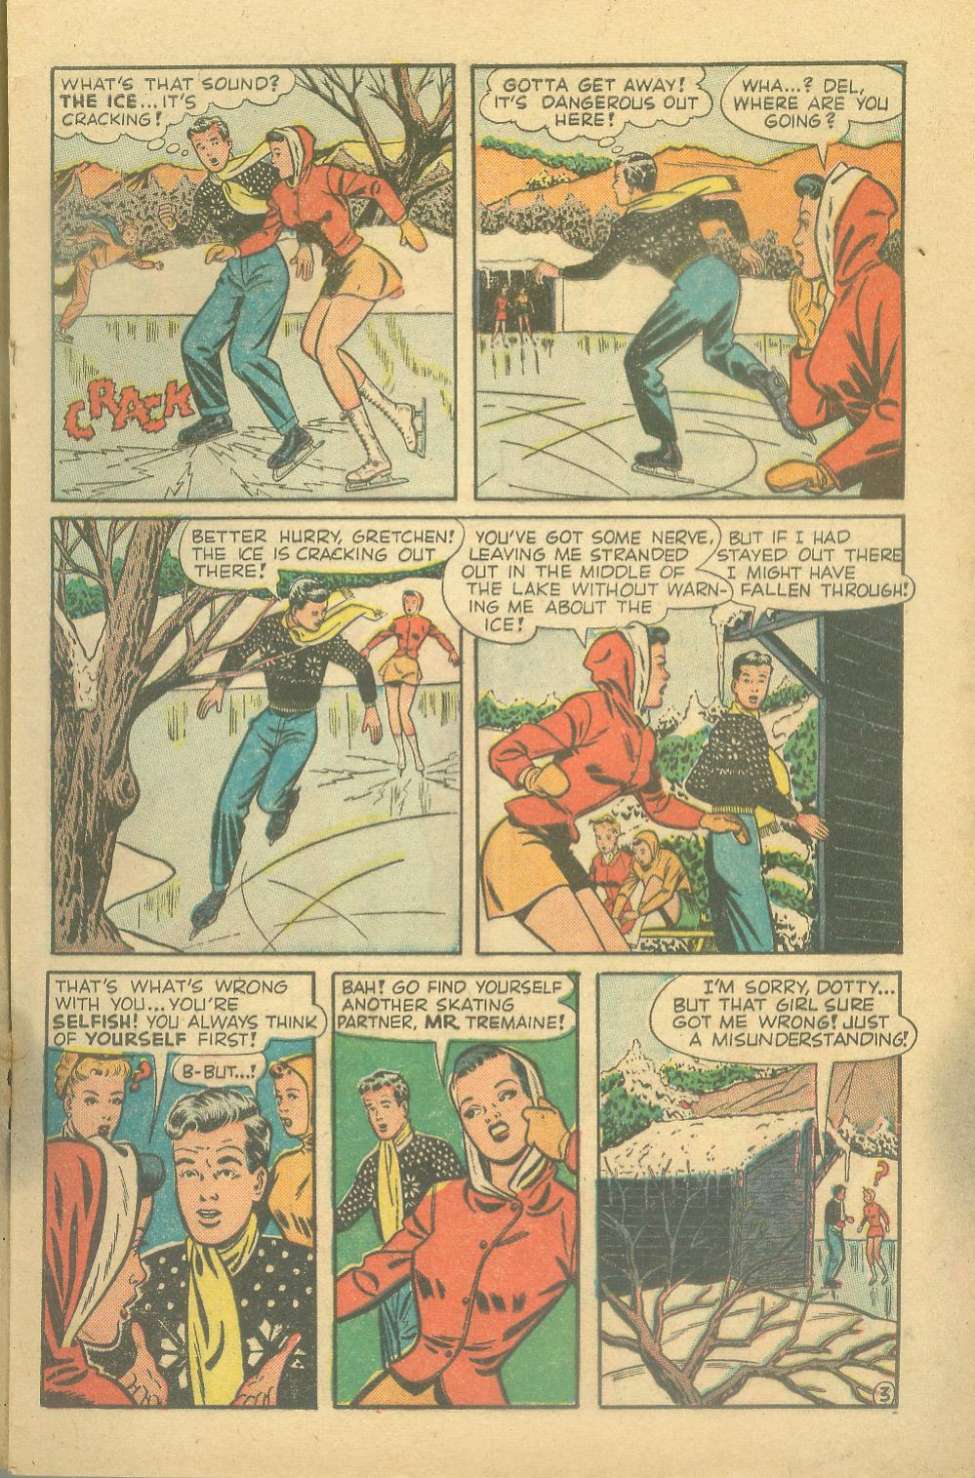 WHAT'S THAT SOUND?
THE ICE...IT'S
CRACKING!
CRACK
GOTTA GET AWAY!
IT'S DANGEROUS OUT
HERE!
WHA...? DEL,
WHERE ARE YOU
GOING?
BETTER HURRY, GRETCHEN!
THE ICE IS CRACKING OUT
THERE!
YOU'VE GOT SOME NERVE,
LEAVING ME STRANDED
OUT IN THE MIDDLE OF
THE LAKE WITHOUT WARN-
ING ME ABOUT THE
ICE!
BUT IF I HAD
STAYED OUT THERE
I MIGHT HAVE
FALLEN THROUGH!
THAT'S WHAT'S WRONG
WITH YOU...YOU'RE
SELFISH! YOU ALWAYS THINK
OF YOURSELF FIRST!
?
B-BUT...!
BAH! GO FIND YOURSELF
ANOTHER SKATING
PARTNER, MR. TREMAINE!
I'M SORRY, DOTTY...
BUT THAT GIRL SURE
GOT ME WRONG! JUST
A MISUNDERSTANDING!
?
3